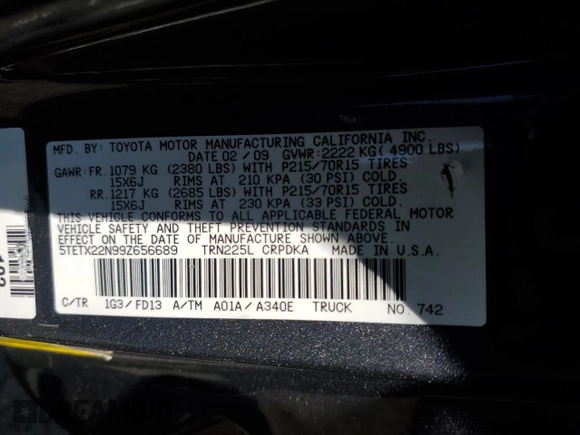 MFD. BY: TOYOTA MOTOR MANUFACTURING CALIFORNIA INC.
DATE 02 / 09 GVWR: 2222 KG ( 4900 LBS)
GAWR: FR. 1079 KG (2380 LBS) WITH P215/70R15 TIRES
15X6J RIMS AT 210 KPA (30 PSI) COLD.
RR. 1217 KG (2685 LBS) WITH P215/70R15 TIRES
15X6J RIMS AT 230 KPA (33 PSI) COLD.
THIS VEHICLE CONFORMS TO ALL APPLICABLE FEDERAL MOTOR
VEHICLE SAFETY AND THEFT PREVENTION STANDARDS IN
EFFECT ON THE DATE OF MANUFACTURE SHOWN ABOVE.
5TETX22N99Z656689 TRN225L CRPDKA MADE IN U.S.A.
C/TR 1G3 / FD13 A/TM A01A / A340E TRUCK NO. 742
DREAMBID